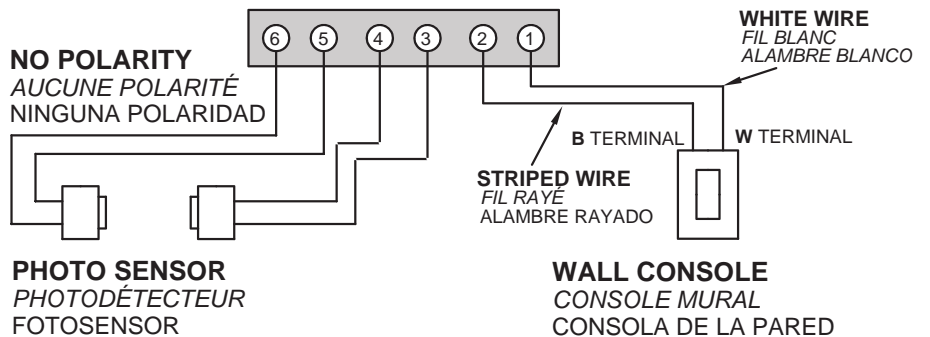 6 5 4 3 2 1
WHITE WIRE
FIL BLANC
ALAMBRE BLANCO
NO POLARITY
AUCUNE POLARITÉ
NINGUNA POLARIDAD
B TERMINAL
W TERMINAL
STRIPED WIRE
FIL RAYÉ
ALAMBRE RAYADO
PHOTO SENSOR
PHOTODÉTECTEUR
FOTOSENSOR
WALL CONSOLE
CONSOLE MURAL
CONSOLA DE LA PARED